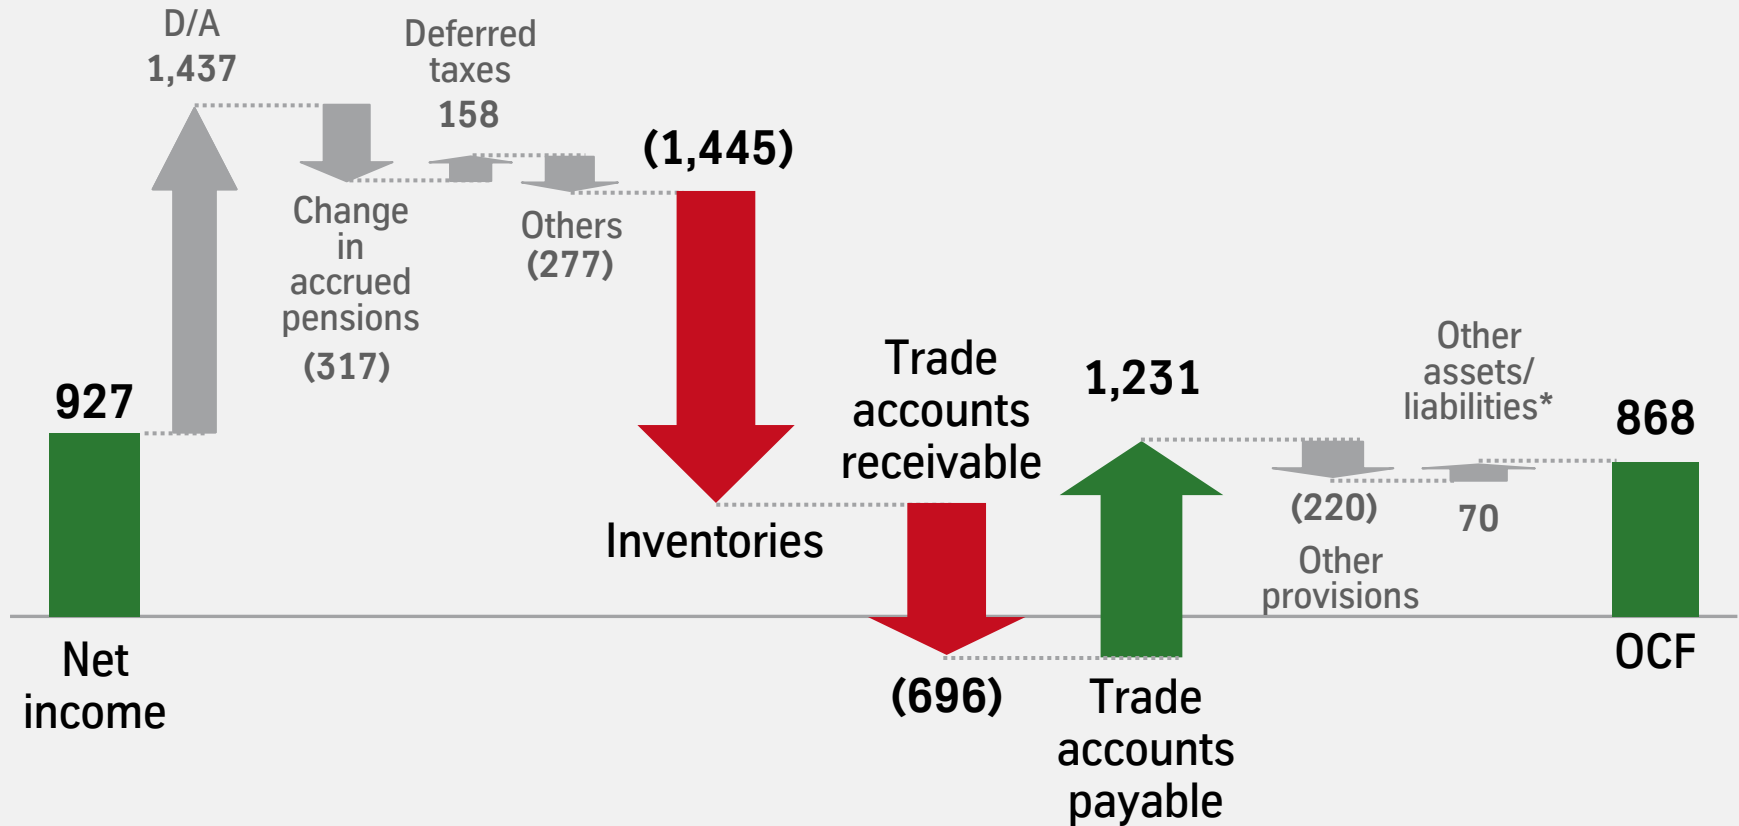 D/A
1,437
Deferred
taxes
158
(1,445)
Change
in
accrued
pensions
(317)
Others
(277)
927
Net
income
Inventories
Trade
accounts
receivable
(696)
1,231
Trade
accounts
payable
(220)
Other
provisions
Other
assets/
liabilities*
70
868
OCF